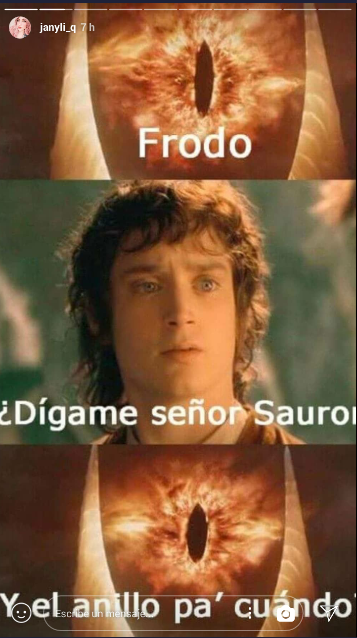 janyli_q 7 h
Frodo
¿Dígame señor Sauron
Y el anillo pa' cuándo?
Escribe un mensaje...